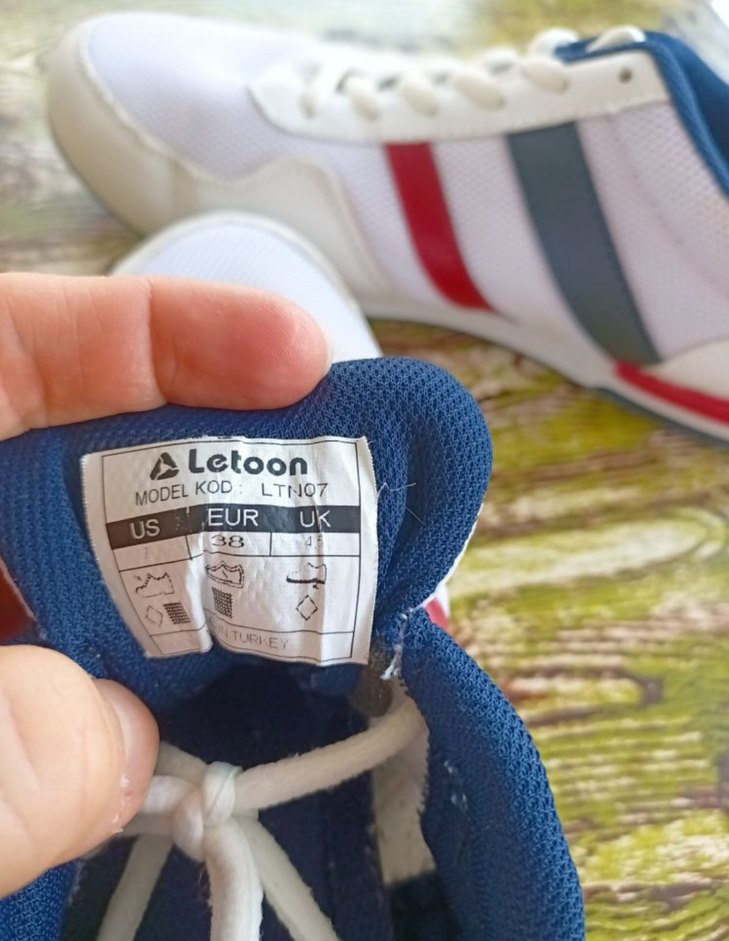 Letoon
MODEL KOD : LTN07
US EUR UK
38
TURKEY